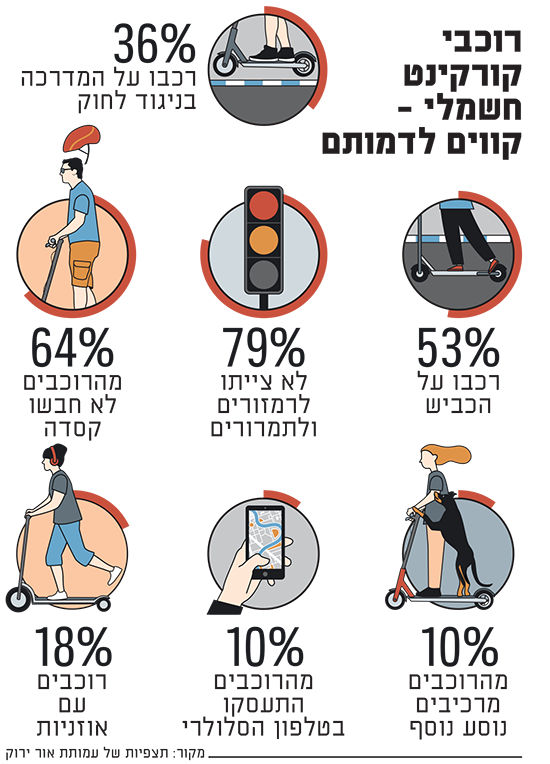 רוכבי
קורקינט
חשמלי -
קווים לדמותם
36%
רכבו על המדרכה
בניגוד לחוק
53%
רכבו על
הכביש
79%
לא צייתו
לרמזורים
ולתמרורים
64%
מהרוכבים
לא חבשו
קסדה
10%
מהרוכבים
מרכיבים
נוסע נוסף
10%
מהרוכבים
התעסקו
בטלפון הסלולרי
18%
רוכבים
עם
אוזניות
מקור: תצפיות של עמותת אור ירוק